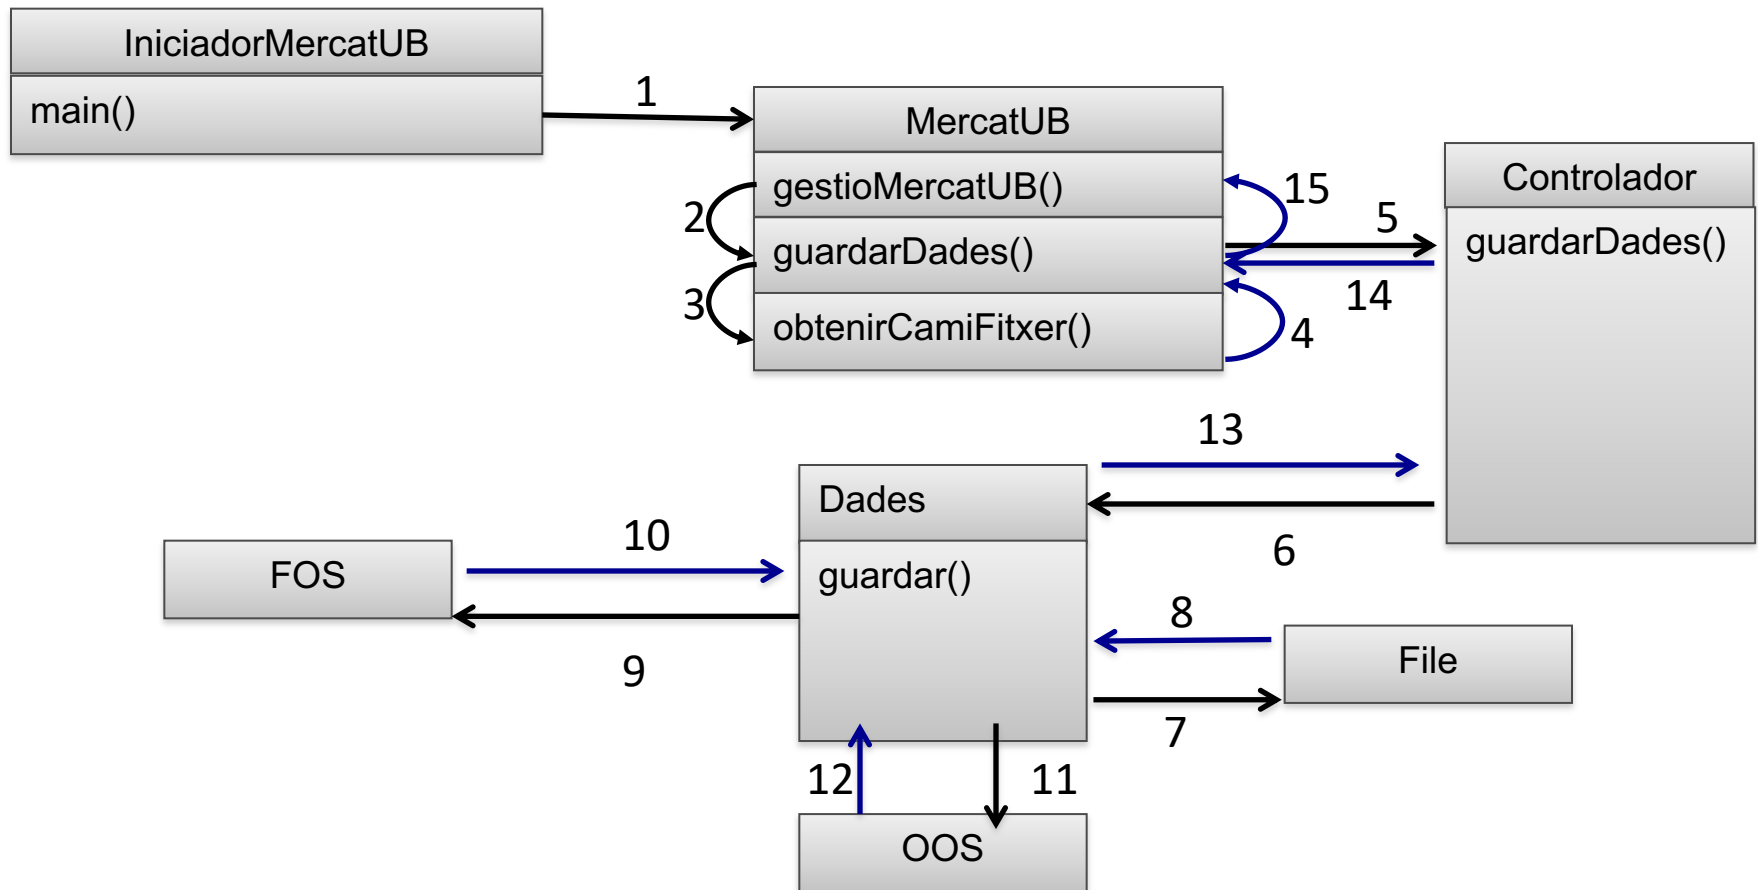 IniciadorMercatUB
main()
1
MercatUB
gestioMercatUB()
guardarDades()
obtenirCamiFitxer()
2
3
15
4
5
14
Controlador
guardarDades()
13
6
Dades
guardar()
FOS
10
9
8
7
File
12
11
OOS